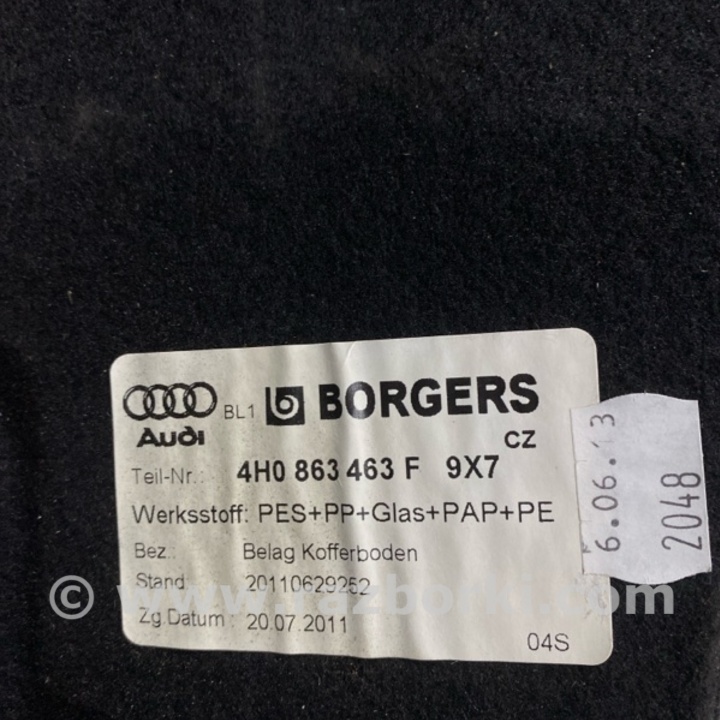 BL1 BORGERS
Audi
CZ
Teil-Nr.: 4H0 863 463 F 9X7
Werksstoff: PES+PP+Glas+PAP+PE
Bez.: Belag Kofferboden
Stand: 20110629252
Zg.Datum : 20.07.2011
04S
6.06.13
2048